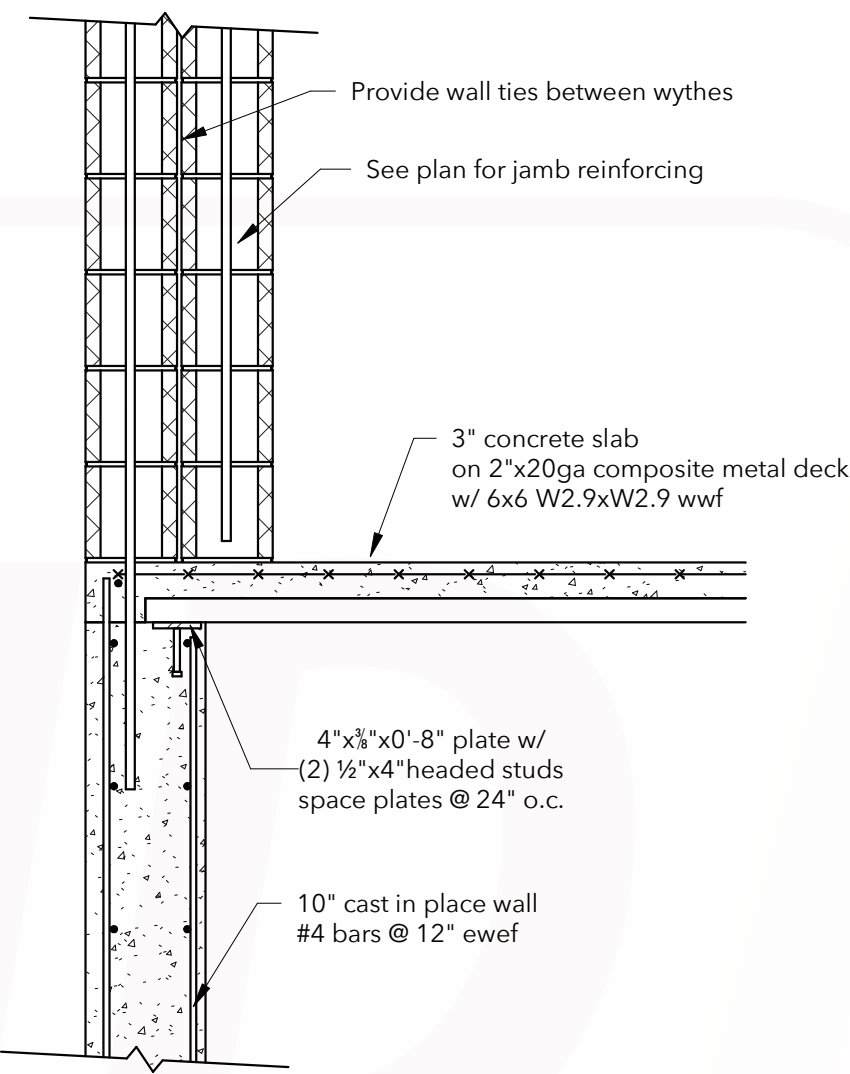 Provide wall ties between wythes
See plan for jamb reinforcing
3" concrete slab
on 2"x20ga composite metal deck
w/ 6x6 W2.9xW2.9 wwf
4"x⅜"x0'-8" plate w/
(2) ½"x4"headed studs
space plates @ 24" o.c.
10" cast in place wall
#4 bars @ 12" ewef